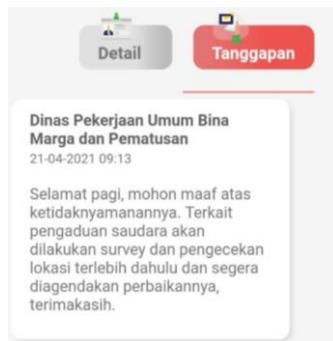 Detail
Tanggapan
Dinas Pekerjaan Umum Bina
Marga dan Pematusan
21-04-2021 09:13
Selamat pagi, mohon maaf atas
ketidaknyamanannya. Terkait
pengaduan saudara akan
dilakukan survey dan pengecekan
lokasi terlebih dahulu dan segera
diagendakan perbaikannya,
terimakasih.